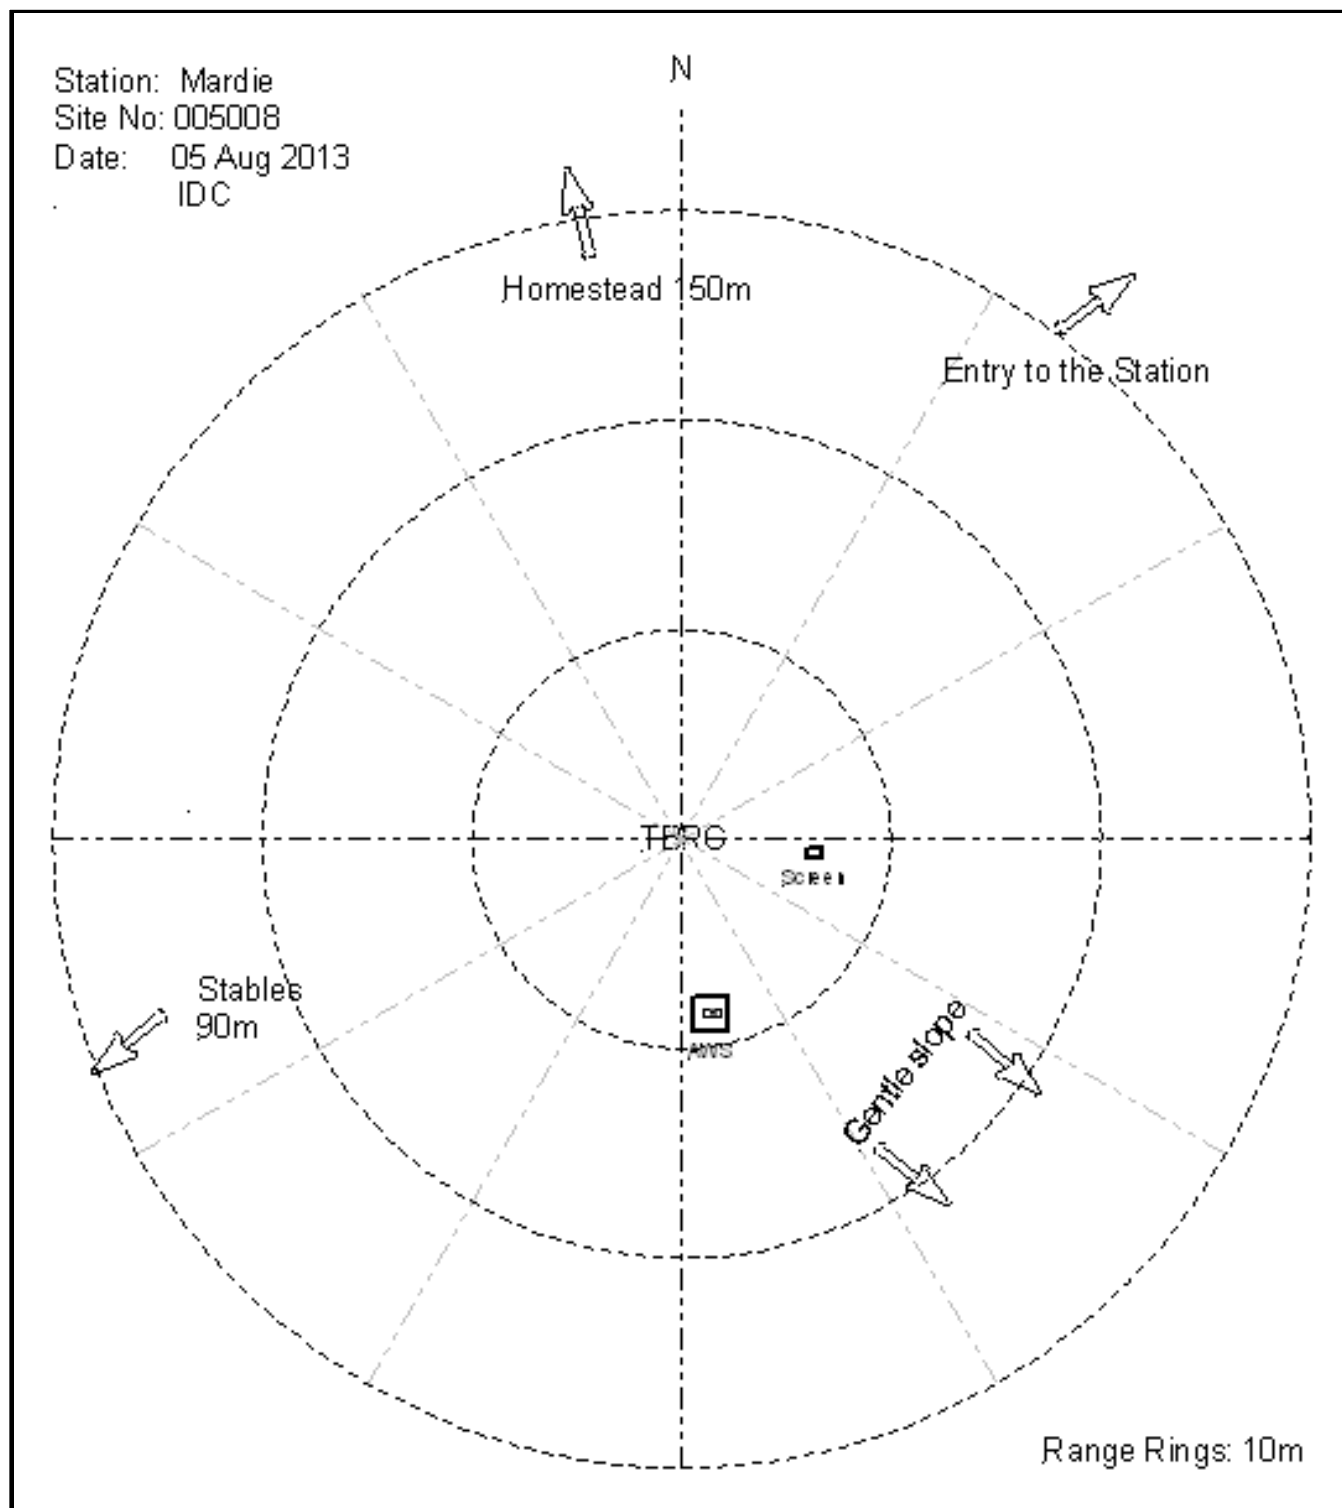 N
Station: Mardie
Site No: 005008
Date: 05 Aug 2013
IDC
Homestead 150m
Entry to the Station
TBRG
Screen
Stables
90m
AWS
Gentle slope
Range Rings: 10m